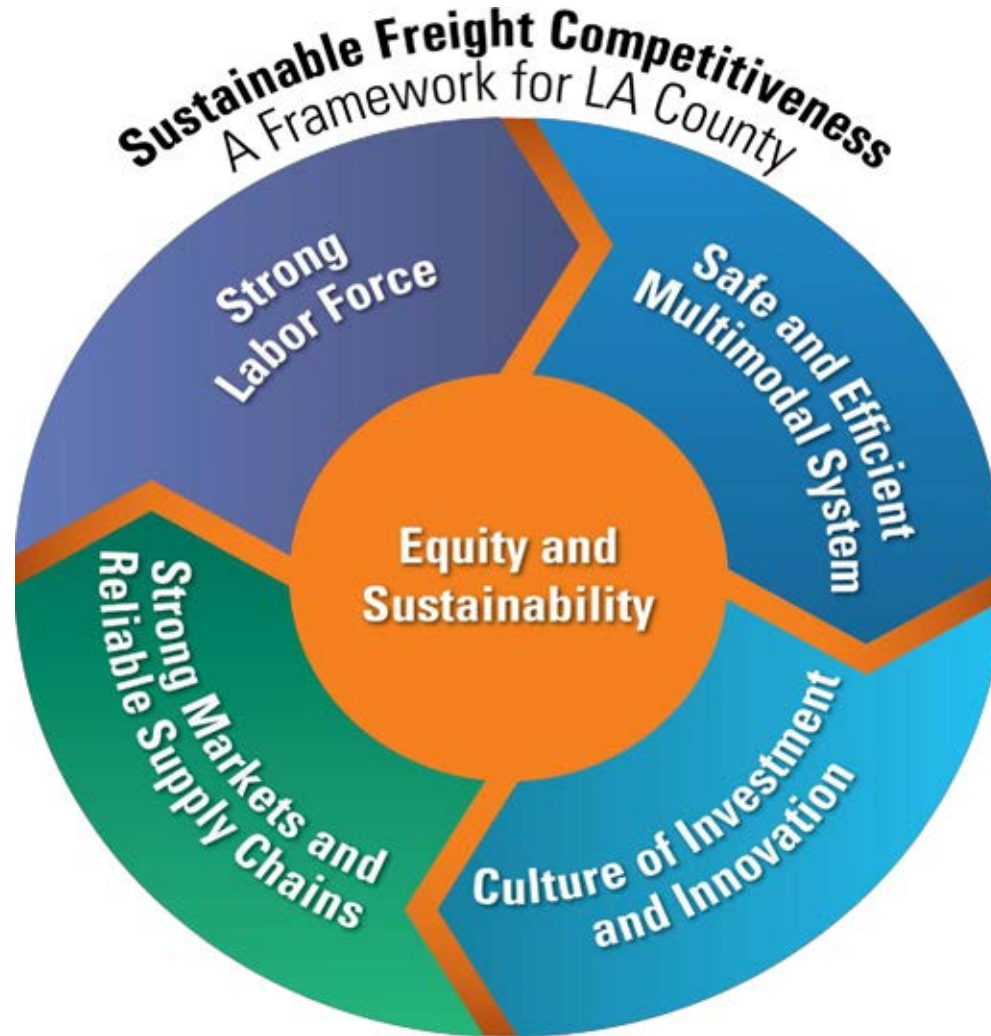 Sustainable Freight Competitiveness
A Framework for LA County
Strong
Labor Force
Safe and Efficient
Multimodal System
Equity and
Sustainability
Strong Markets and
Reliable Supply Chains
Culture of Investment
and Innovation